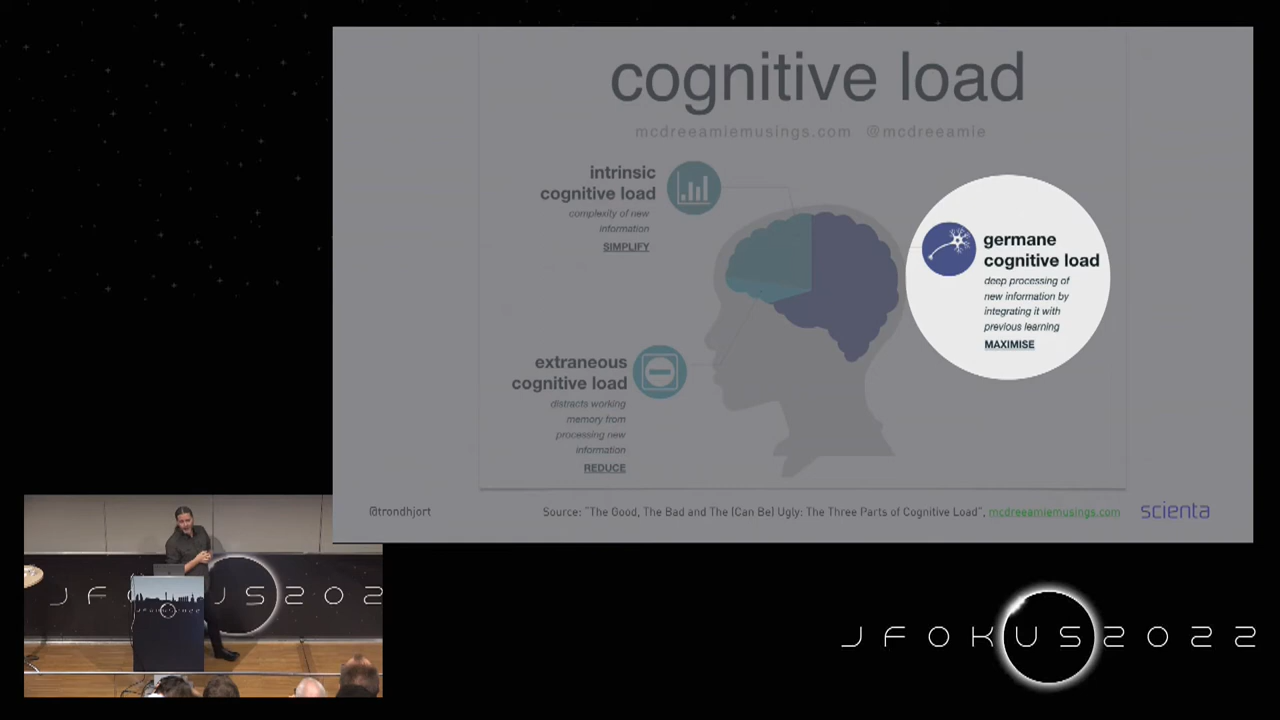 cognitive load
mcdreeamiemusings.com @mcdreeamie
intrinsic
cognitive load
complexity of new
information
SIMPLIFY
germane
cognitive load
deep processing of
new information by
integrating it with
previous learning
MAXIMISE
extraneous
cognitive load
distracts working
memory from
processing new
information
REDUCE
@trondhjort
Source: "The Good, The Bad and The (Can Be) Ugly: The Three Parts of Cognitive Load", mcdreeamiemusings.com
scienta
JFOKUS2022
JFOKUS2022
JFOKUS2022